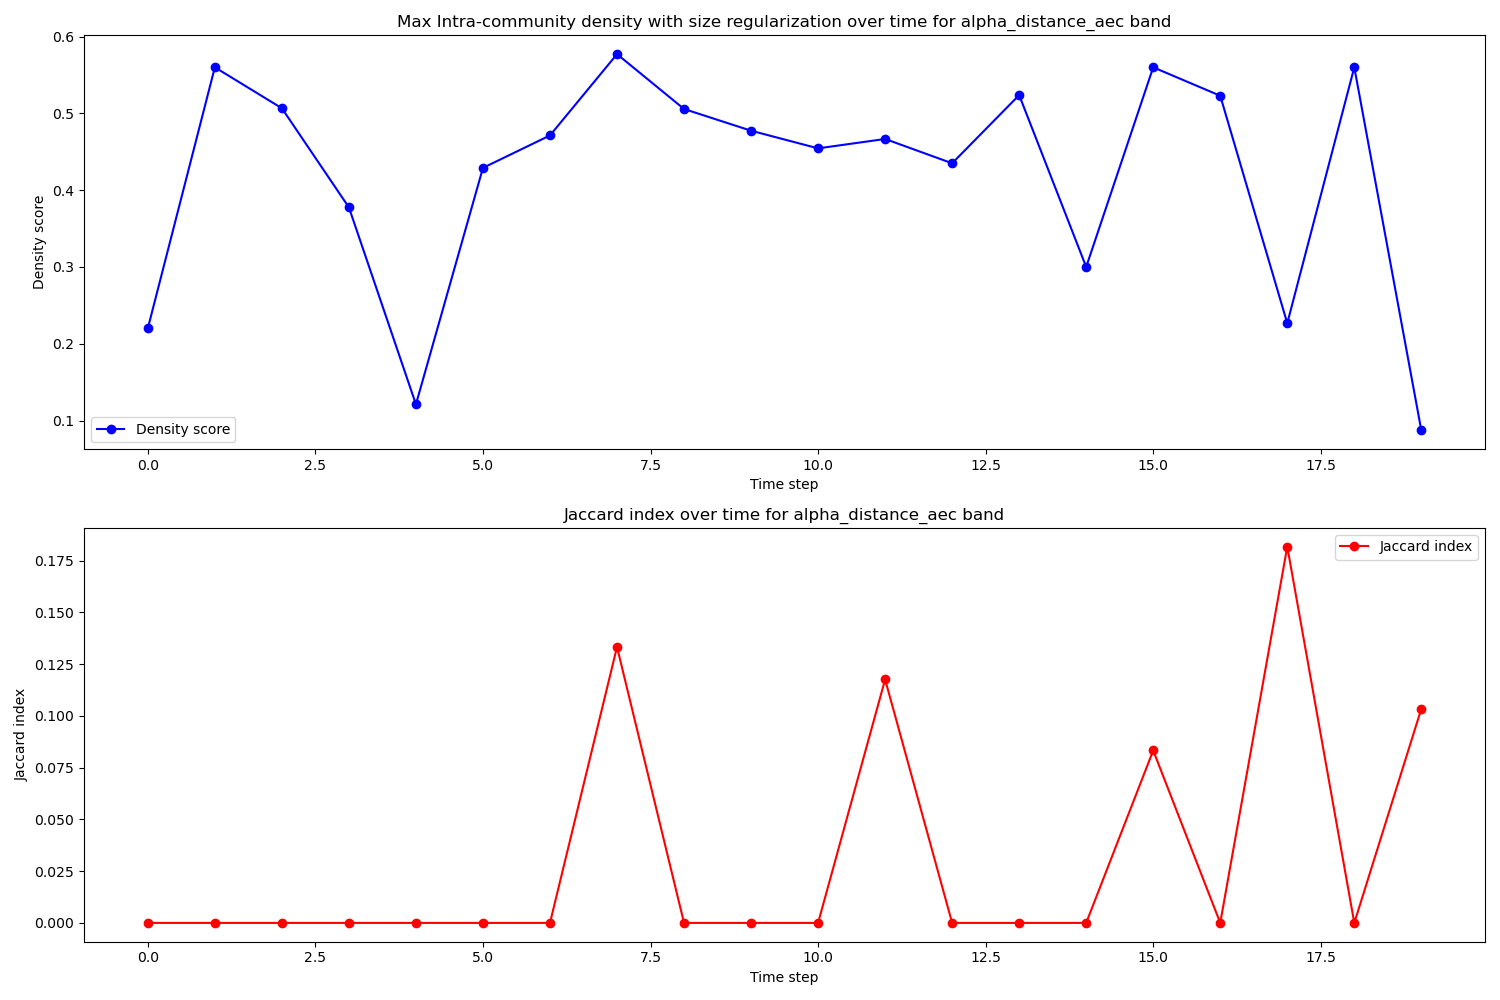 Max Intra-community density with size regularization over time for alpha_distance_aec band
0.6
0.5
0.4
0.3
0.2
0.1
Density score
Density score
0.0 2.5 5.0 7.5 10.0 12.5 15.0 17.5
Time step
Jaccard index over time for alpha_distance_aec band
Jaccard index
0.175
0.150
0.125
0.100
0.075
0.050
0.025
0.000
Jaccard index
0.0 2.5 5.0 7.5 10.0 12.5 15.0 17.5
Time step